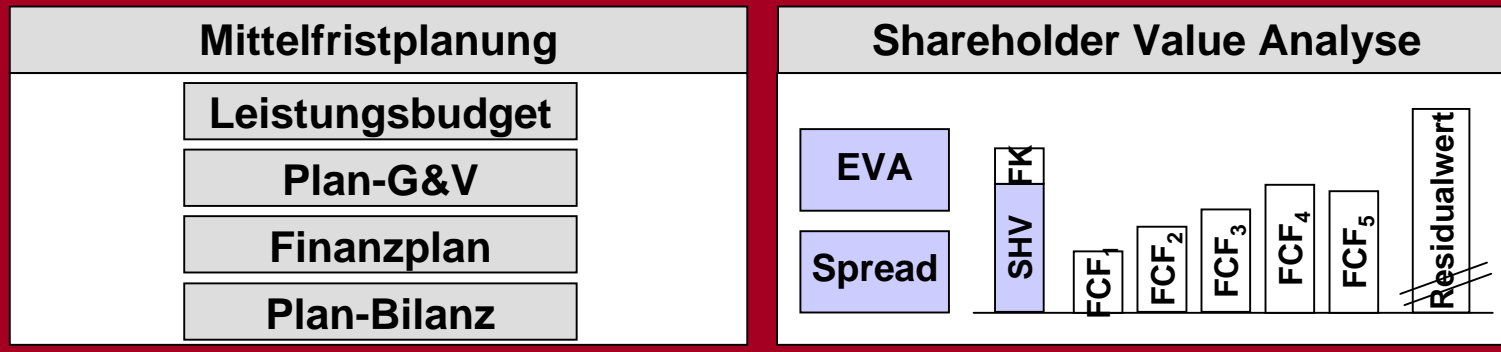 Mittelfristplanung
Leistungsbudget
Plan-G&V
Finanzplan
Plan-Bilanz
Shareholder Value Analyse
EVA
Spread
FK
SHV
FCF₁
FCF₂
FCF₃
FCF₄
FCF₅
Residualwert